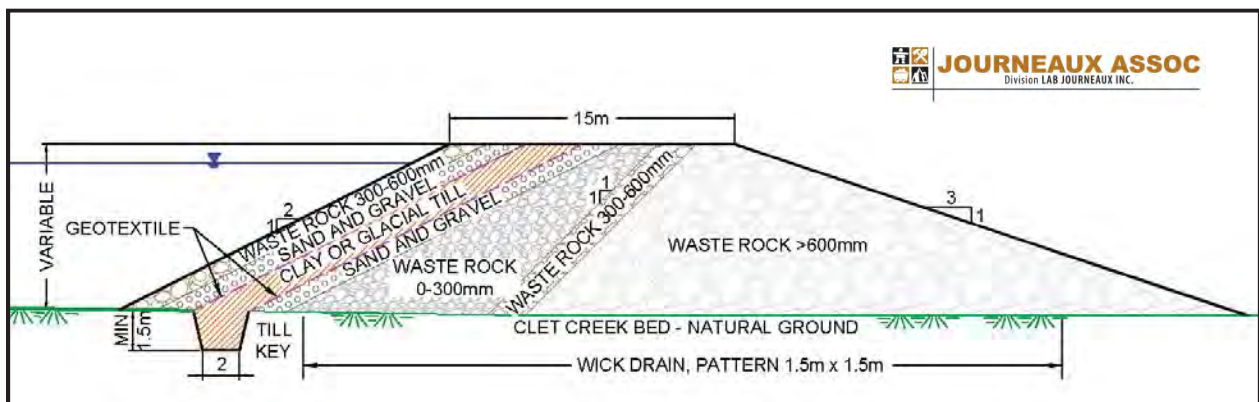 JOURNEAUX ASSOC
Division LAB JOURNEAUX INC.
15m
VARIABLE
GEOTEXTILE
2
1
WASTE ROCK 300-600mm
SAND AND GRAVEL
CLAY OR GLACIAL TILL
SAND AND GRAVEL
WASTE ROCK
0-300mm
1
1
WASTE ROCK 300-600mm
WASTE ROCK >600mm
3
1
MIN
1.5m
TILL
KEY
2
CLET CREEK BED - NATURAL GROUND
WICK DRAIN, PATTERN 1.5m x 1.5m